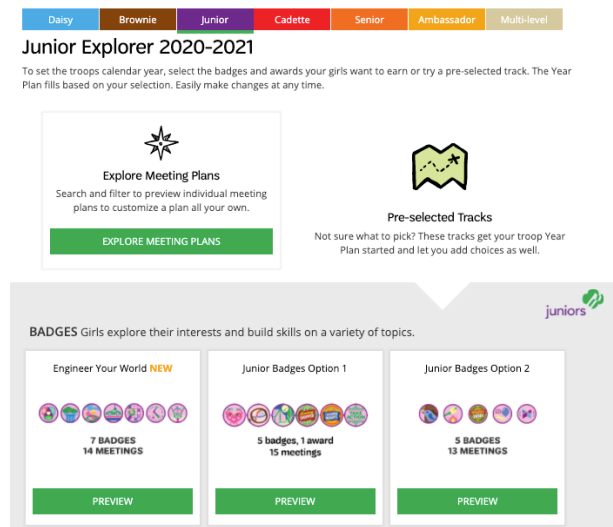 Daisy Brownie Junior Cadette Senior Ambassador Multi-level
Junior Explorer 2020-2021
To set the troops calendar year, select the badges and awards your girls want to earn or try a pre-selected track. The Year
Plan fills based on your selection. Easily make changes at any time.
Explore Meeting Plans
Search and filter to preview individual meeting
plans to customize a plan all your own.
EXPLORE MEETING PLANS
Pre-selected Tracks
Not sure what to pick? These tracks get your troop Year
Plan started and let you add choices as well.
juniors
BADGES Girls explore their interests and build skills on a variety of topics.
Engineer Your World NEW
7 BADGES
14 MEETINGS
PREVIEW
Junior Badges Option 1
5 badges, 1 award
15 meetings
PREVIEW
Junior Badges Option 2
5 BADGES
13 MEETINGS
PREVIEW